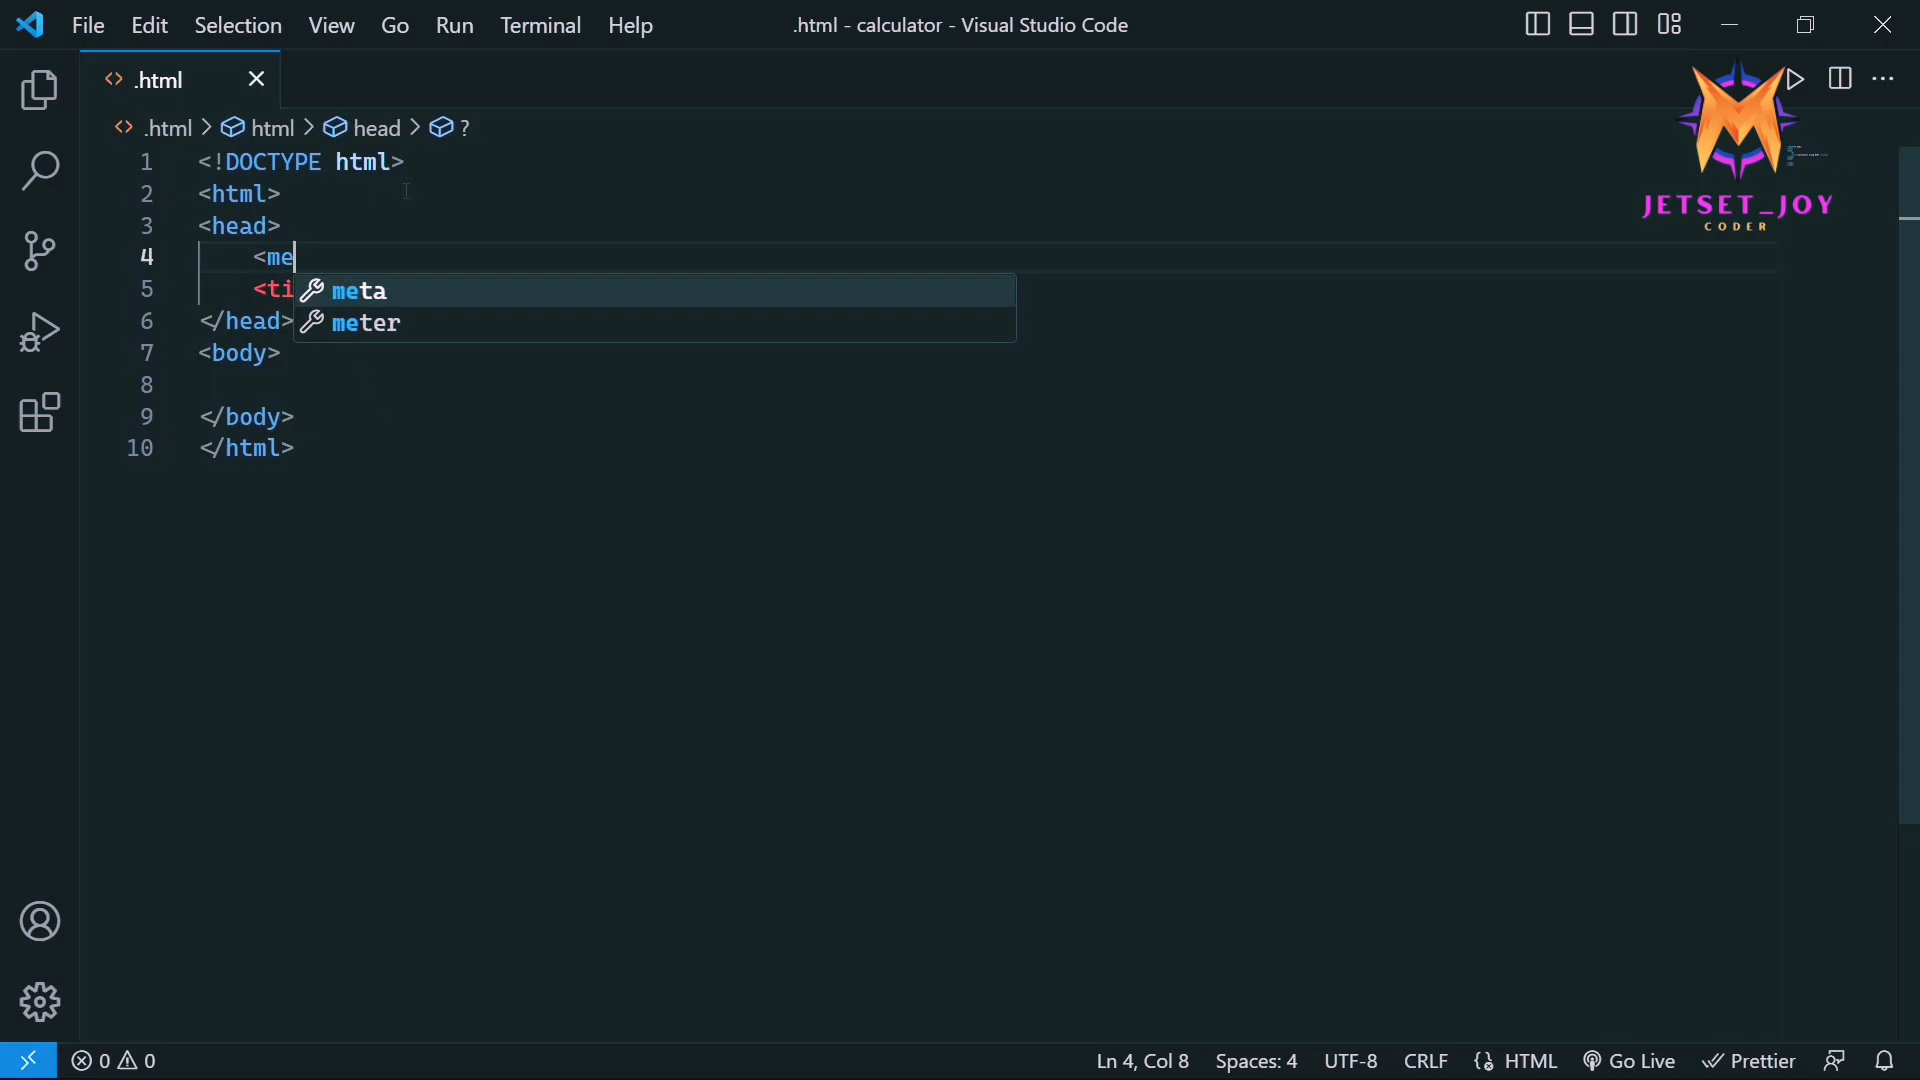 File Edit Selection View Go Run Terminal Help .html - calculator - Visual Studio Code
.html
.html > html > head > ?
1 <!DOCTYPE html>
2 <html>
3 <head>
4 <me
5 <ti
meta
6 </head>
meter
7 <body>
8
9 </body>
10 </html>
JETSET_JOY
CODER
0 0 Ln 4, Col 8 Spaces: 4 UTF-8 CRLF HTML Go Live Prettier